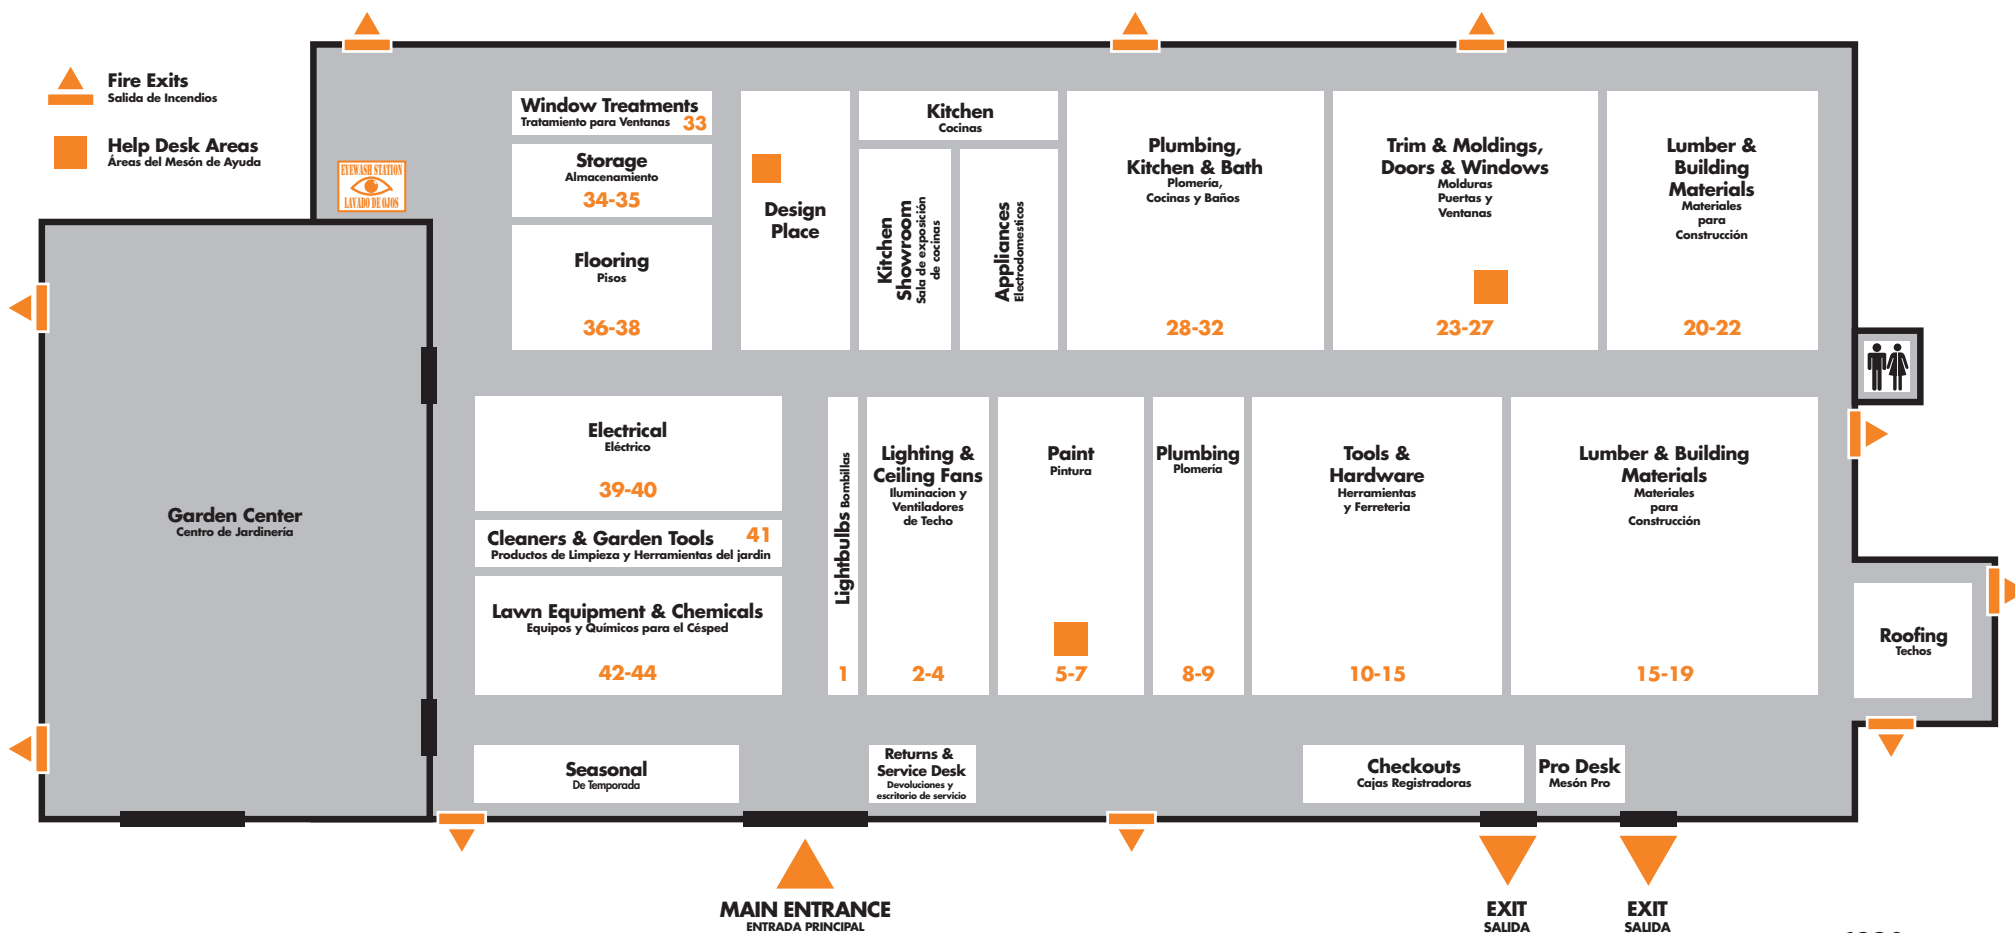 Fire Exits
Salida de Incendios
Help Desk Areas
Áreas del Mesón de Ayuda
EYEWASH STATION
LAVADO DE OJOS
Window Treatments
Tratamiento para Ventanas 33
Storage
Almacenamiento
34-35
Flooring
Pisos
36-38
Design
Place
Kitchen
Cocinas
Kitchen
Showroom
Sala de exposición
de cocinas
Appliances
Electrodomesticos
Plumbing,
Kitchen & Bath
Plomería,
Cocinas y Baños
28-32
Trim & Moldings,
Doors & Windows
Molduras
Puertas y
Ventanas
23-27
Lumber &
Building
Materials
Materiales
para
Construcción
20-22
Garden Center
Centro de Jardinería
Electrical
Eléctrico
39-40
Cleaners & Garden Tools 41
Productos de Limpieza y Herramientas del jardin
Lawn Equipment & Chemicals
Equipos y Químicos para el Césped
42-44
Lightbulbs Bombillas
1
Lighting &
Ceiling Fans
Iluminacion y
Ventiladores
de Techo
2-4
Paint
Pintura
5-7
Plumbing
Plomería
8-9
Tools &
Hardware
Herramientas
y Ferreteria
10-15
Lumber & Building
Materials
Materiales
para
Construcción
15-19
Roofing
Techos
Seasonal
De Temporada
Returns &
Service Desk
Devoluciones y
escritorio de servicio
Checkouts
Cajas Registradoras
Pro Desk
Mesón Pro
MAIN ENTRANCE
ENTRADA PRINCIPAL
EXIT
SALIDA
EXIT
SALIDA